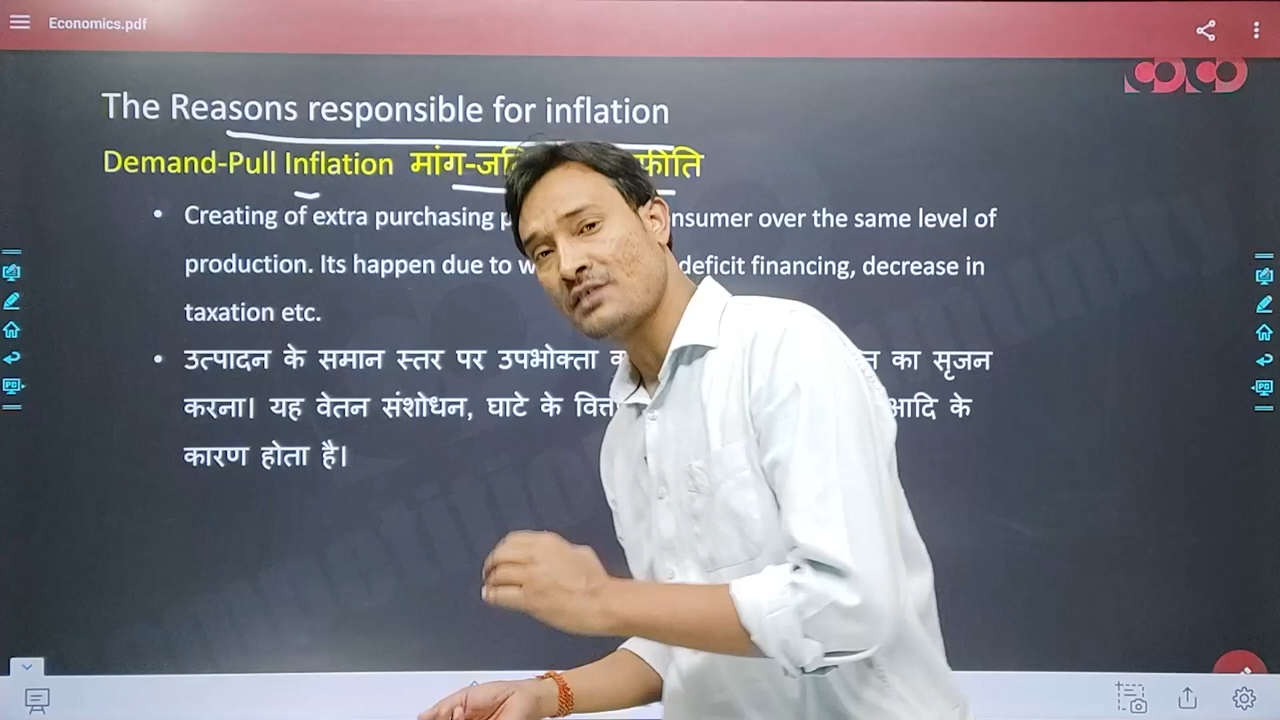 Economics.pdf
The Reasons responsible for inflation
Demand-Pull Inflation मांग-
Creating of extra purchasing over the same level of
production. Its happen due to deficit financing, decrease in
taxation etc.
उत्पादन के समान स्तर पर उपभोक्ता का सृजन
करना। यह वेतन संशोधन, घाटे के आदि के
कारण होता है।